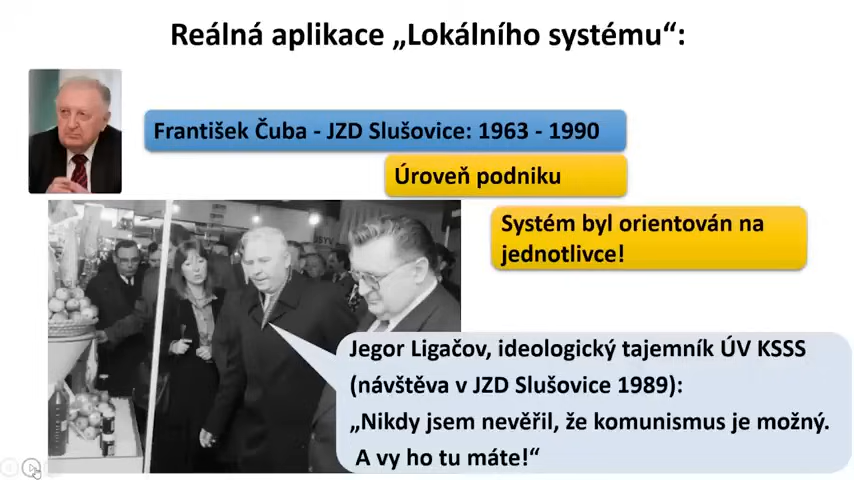 Reálná aplikace „Lokálního systému“:
František Čuba - JZD Slušovice: 1963 - 1990
Úroveň podniku
Systém byl orientován na
jednotlivce!
Jegor Ligačov, ideologický tajemník ÚV KSSS
(návštěva v JZD Slušovice 1989):
„Nikdy jsem nevěřil, že komunismus je možný.
A vy ho tu máte!“